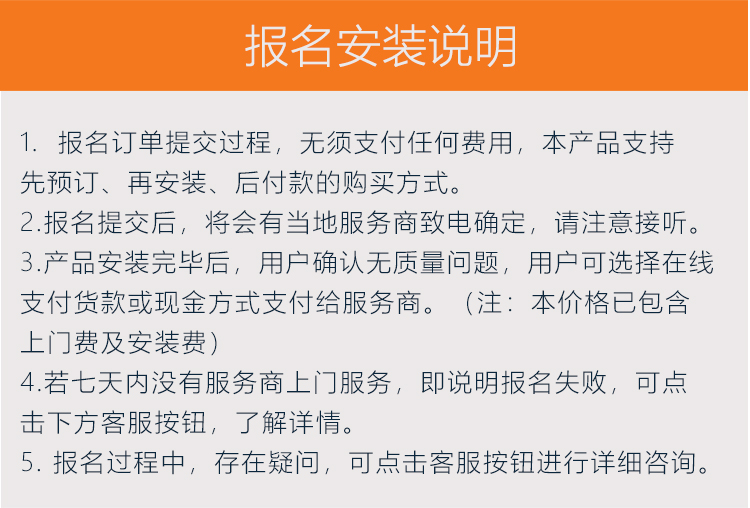 报名安装说明
1. 报名订单提交过程，无须支付任何费用，本产品支持
先预订、再安装、后付款的购买方式。
2.报名提交后，将会有当地服务商致电确定，请注意接听。
3.产品安装完毕后，用户确认无质量问题，用户可选择在线
支付货款或现金方式支付给服务商。（注：本价格已包含
上门费及安装费）
4.若七天内没有服务商上门服务，即说明报名失败，可点
击下方客服按钮，了解详情。
5. 报名过程中，存在疑问，可点击客服按钮进行详细咨询。